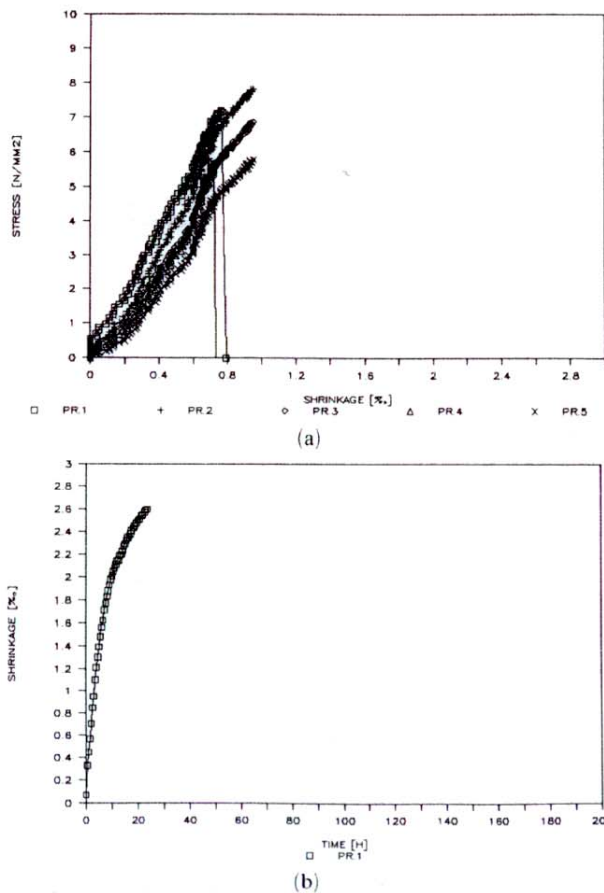 10
9
8
7
6
5
4
3
2
1
0
STRESS [N/MM2]
0 0.4 0.8 1.2 1.6 2 2.4 2.8
SHRINKAGE [‰]
□ PR.1 + PR.2 ◇ PR.3 △ PR.4 × PR.5
(a)
3
2.8
2.6
2.4
2.2
2
1.8
1.6
1.4
1.2
1
0.8
0.6
0.4
0.2
0
SHRINKAGE [‰]
0 20 40 60 80 100 120 140 160 180 200
TIME [H]
□ PR.1
(b)